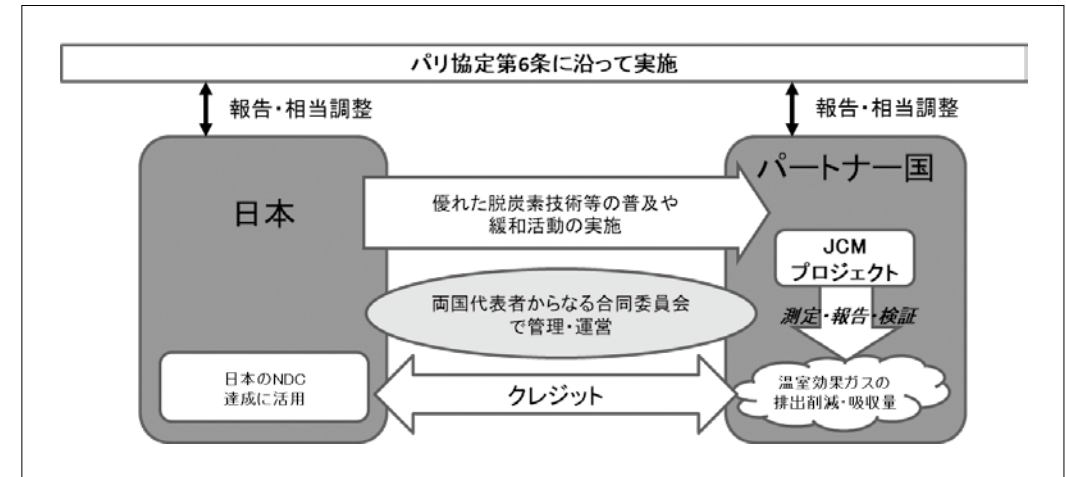 パリ協定第6条に沿って実施
報告・相当調整
報告・相当調整
日本
パートナー国
優れた脱炭素技術等の普及や
緩和活動の実施
JCM
プロジェクト
両国代表者からなる合同委員会
で管理・運営
測定・報告・検証
日本のNDC
達成に活用
クレジット
温室効果ガスの
排出削減・吸収量